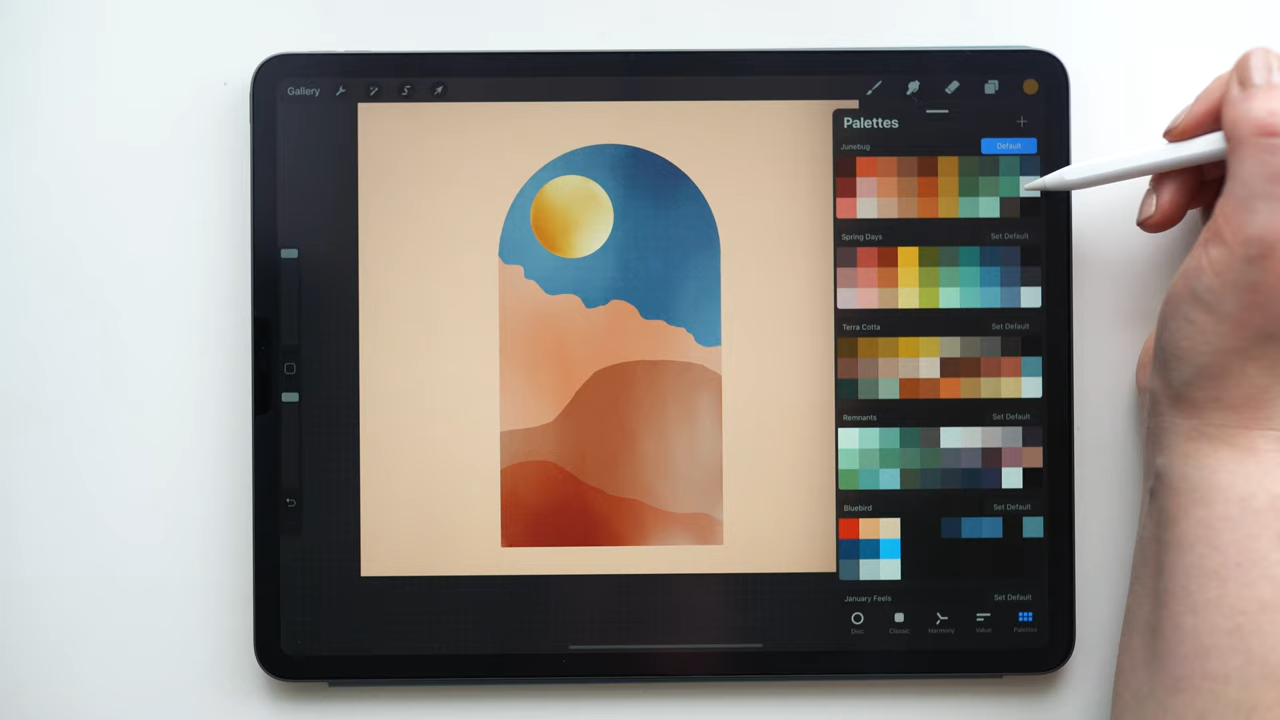 Gallery
Palettes
Junebug Default
Spring Days Set Default
Terra Cotta Set Default
Remnants Set Default
Bluebird Set Default
January Feels Set Default
Disc Classic Harmony Value Palettes